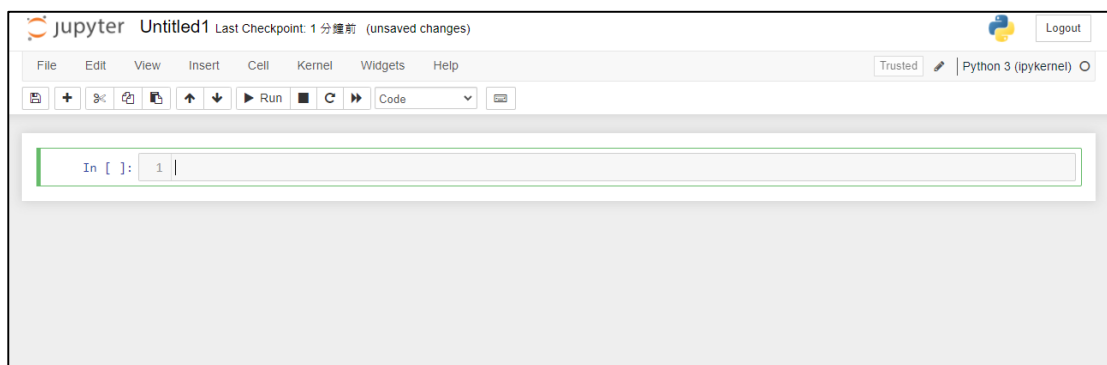 jupyter Untitled1 Last Checkpoint: 1 分鐘前 (unsaved changes) Logout
File Edit View Insert Cell Kernel Widgets Help Trusted Python 3 (ipykernel)
Run Code
In [ ]: 1